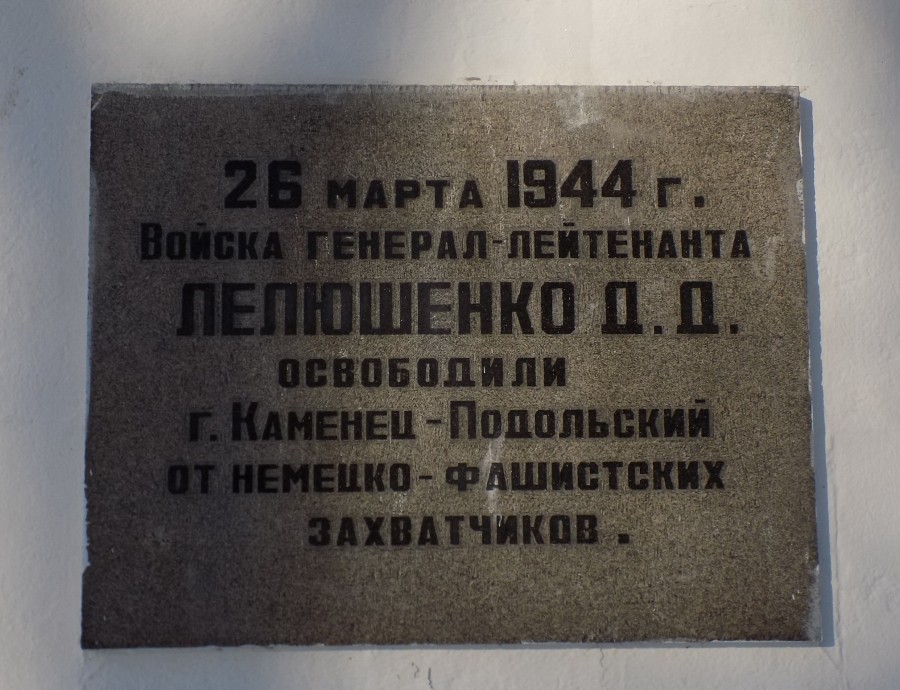 26 МАРТА 1944 Г.
ВОЙСКА ГЕНЕРАЛ-ЛЕЙТЕНАНТА
ЛЕЛЮШЕНКО Д.Д.
ОСВОБОДИЛИ
Г. КАМЕНЕЦ-ПОДОЛЬСКИЙ
ОТ НЕМЕЦКО-ФАШИСТСКИХ
ЗАХВАТЧИКОВ.